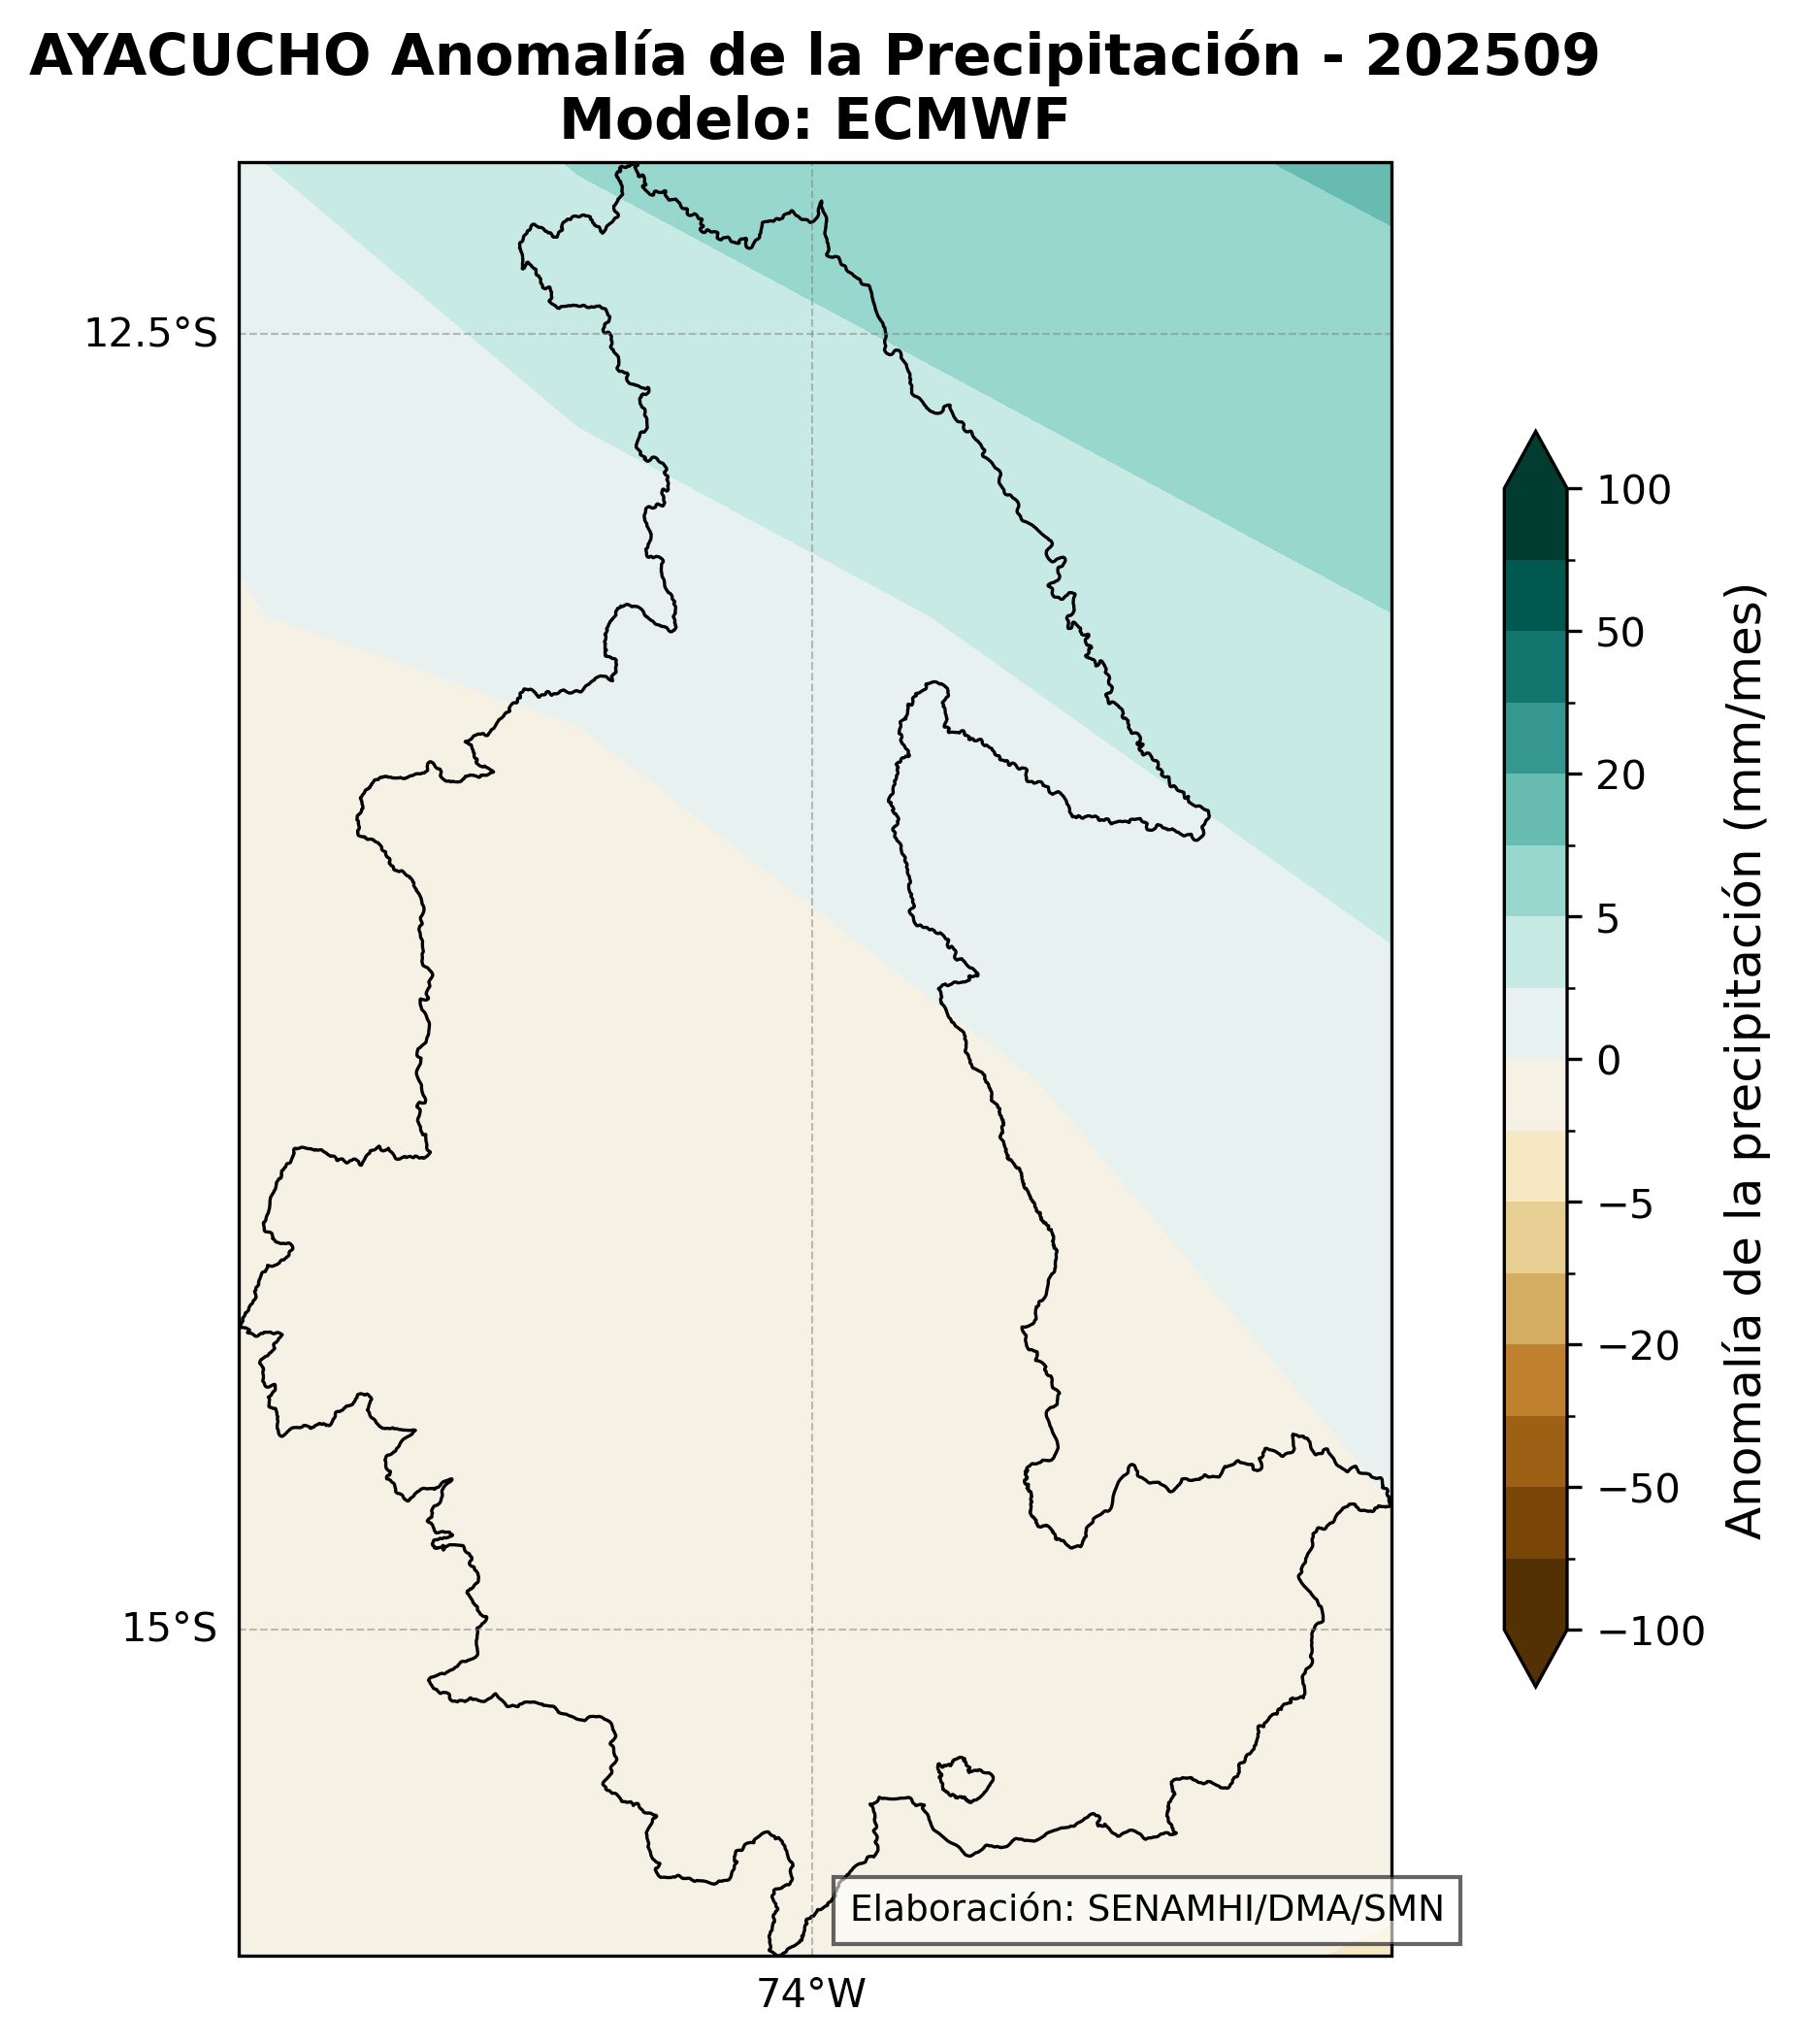 AYACUCHO Anomalía de la Precipitación - 202509
Modelo: ECMWF
12.5°S
15°S
74°W
100
50
20
5
0
−5
−20
−50
−100
Anomalía de la precipitación (mm/mes)
Elaboración: SENAMHI/DMA/SMN